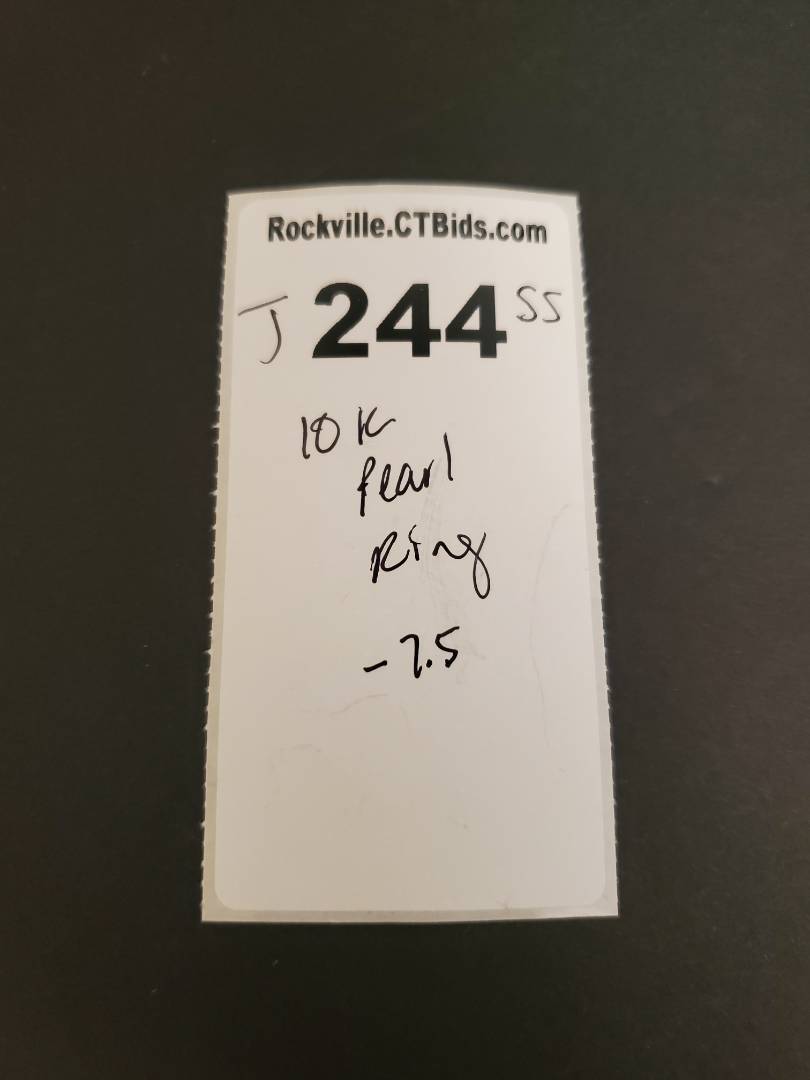 Rockville.CTBids.com
J 244 SS
10K
Pearl
Ring
- 7.5